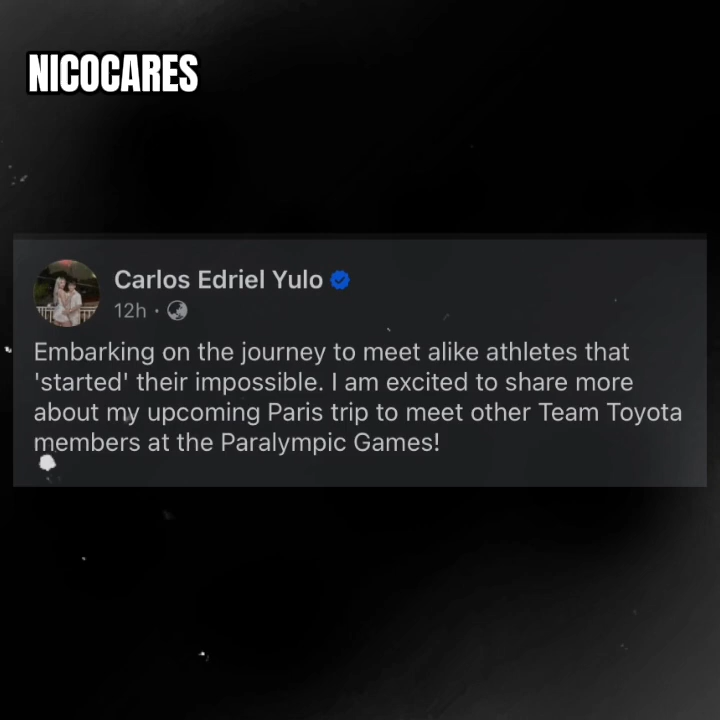 NICOCARES
Carlos Edriel Yulo
12h ·
Embarking on the journey to meet alike athletes that
'started' their impossible. I am excited to share more
about my upcoming Paris trip to meet other Team Toyota
members at the Paralympic Games!